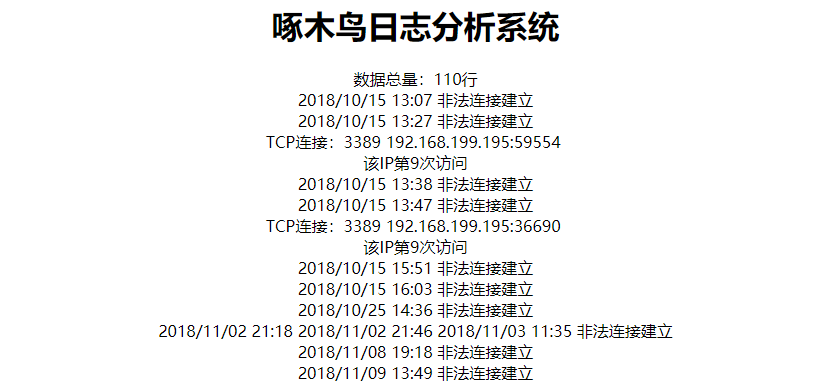 啄木鸟日志分析系统
数据总量：110行
2018/10/15 13:07 非法连接建立
2018/10/15 13:27 非法连接建立
TCP连接：3389 192.168.199.195:59554
该IP第9次访问
2018/10/15 13:38 非法连接建立
2018/10/15 13:47 非法连接建立
TCP连接：3389 192.168.199.195:36690
该IP第9次访问
2018/10/15 15:51 非法连接建立
2018/10/15 16:03 非法连接建立
2018/10/25 14:36 非法连接建立
2018/11/02 21:18 2018/11/02 21:46 2018/11/03 11:35 非法连接建立
2018/11/08 19:18 非法连接建立
2018/11/09 13:49 非法连接建立